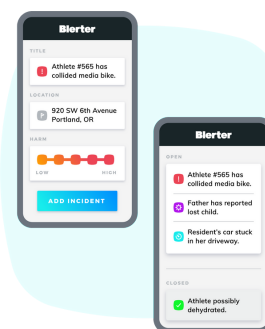 Blerter
TITLE
Athlete #565 has
collided media bike.
LOCATION
920 SW 6th Avenue
Portland, OR
HARM
LOW HIGH
ADD INCIDENT
Blerter
OPEN
Athlete #565 has
collided media bike.
Father has reported
lost child.
Resident's car stuck
in her driveway.
CLOSED
Athlete possibly
dehydrated.